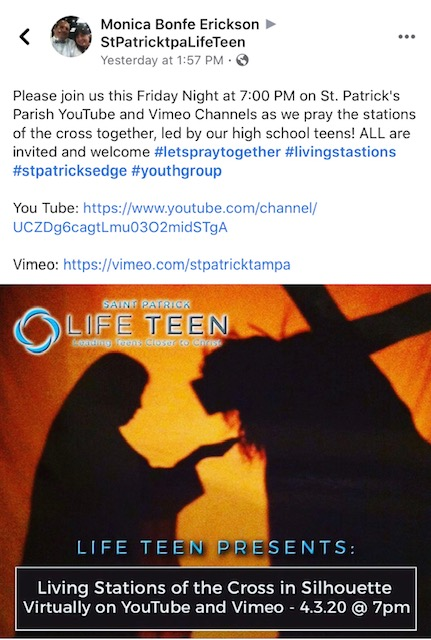 Monica Bonfe Erickson
StPatricktpaLifeTeen
Yesterday at 1:57 PM ·
Please join us this Friday Night at 7:00 PM on St. Patrick's
Parish YouTube and Vimeo Channels as we pray the stations
of the cross together, led by our high school teens! ALL are
invited and welcome #letspraytogether #livingstastions
#stpatricksedge #youthgroup
You Tube: https://www.youtube.com/channel/
UCZDg6cagtLmu03O2midSTgA
Vimeo: https://vimeo.com/stpatricktampa
SAINT PATRICK
LIFE TEEN
Leading Teens Closer to Christ
LIFE TEEN PRESENTS:
Living Stations of the Cross in Silhouette
Virtually on YouTube and Vimeo - 4.3.20 @ 7pm